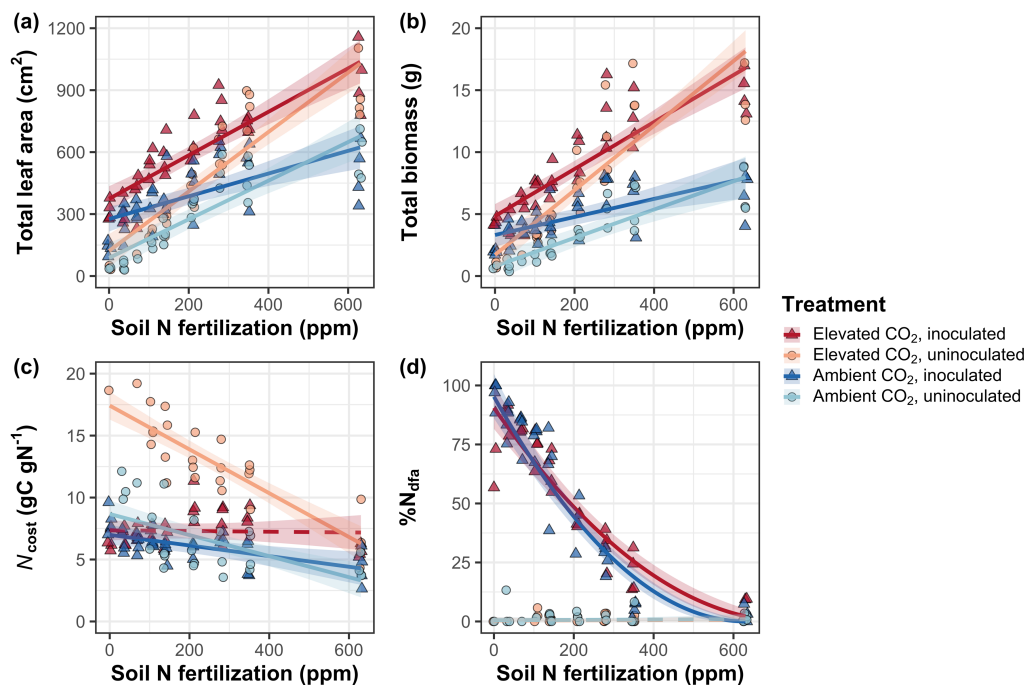 (a)
Total leaf area (cm²)
1200
900
600
300
0
0 200 400 600
Soil N fertilization (ppm)
(b)
Total biomass (g)
20
15
10
5
0
0 200 400 600
Soil N fertilization (ppm)
(c)
N_cost (gC gN⁻¹)
20
15
10
5
0
0 200 400 600
Soil N fertilization (ppm)
(d)
%N_dfa
100
75
50
25
0
0 200 400 600
Soil N fertilization (ppm)
Treatment
Elevated CO₂, inoculated
Elevated CO₂, uninoculated
Ambient CO₂, inoculated
Ambient CO₂, uninoculated